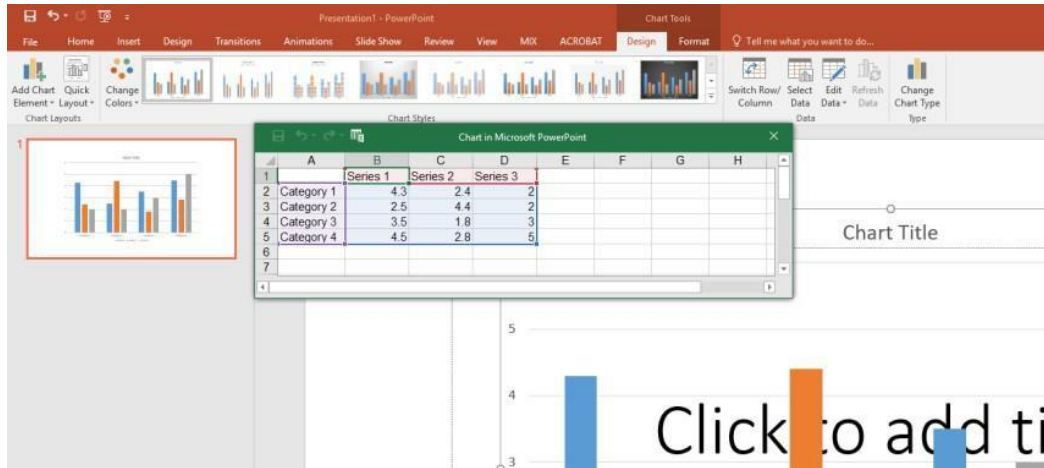 Presentation1 - PowerPoint
Chart Tools
File Home Insert Design Transitions Animations Slide Show Review View MIX ACROBAT Design Format Tell me what you want to do...
Add Chart Element
Quick Layout
Change Colors
Switch Row/ Column
Select Data
Edit Data
Refresh Data
Change Chart Type
Chart Layouts
Chart Styles
Data
Type
1
Chart in Microsoft PowerPoint
A B C D E F G H
1 Series 1 Series 2 Series 3
2 Category 1 4.3 2.4 2
3 Category 2 2.5 4.4 2
4 Category 3 3.5 1.8 3
5 Category 4 4.5 2.8 5
6
7
Chart Title
5
4
Click to add ti
3